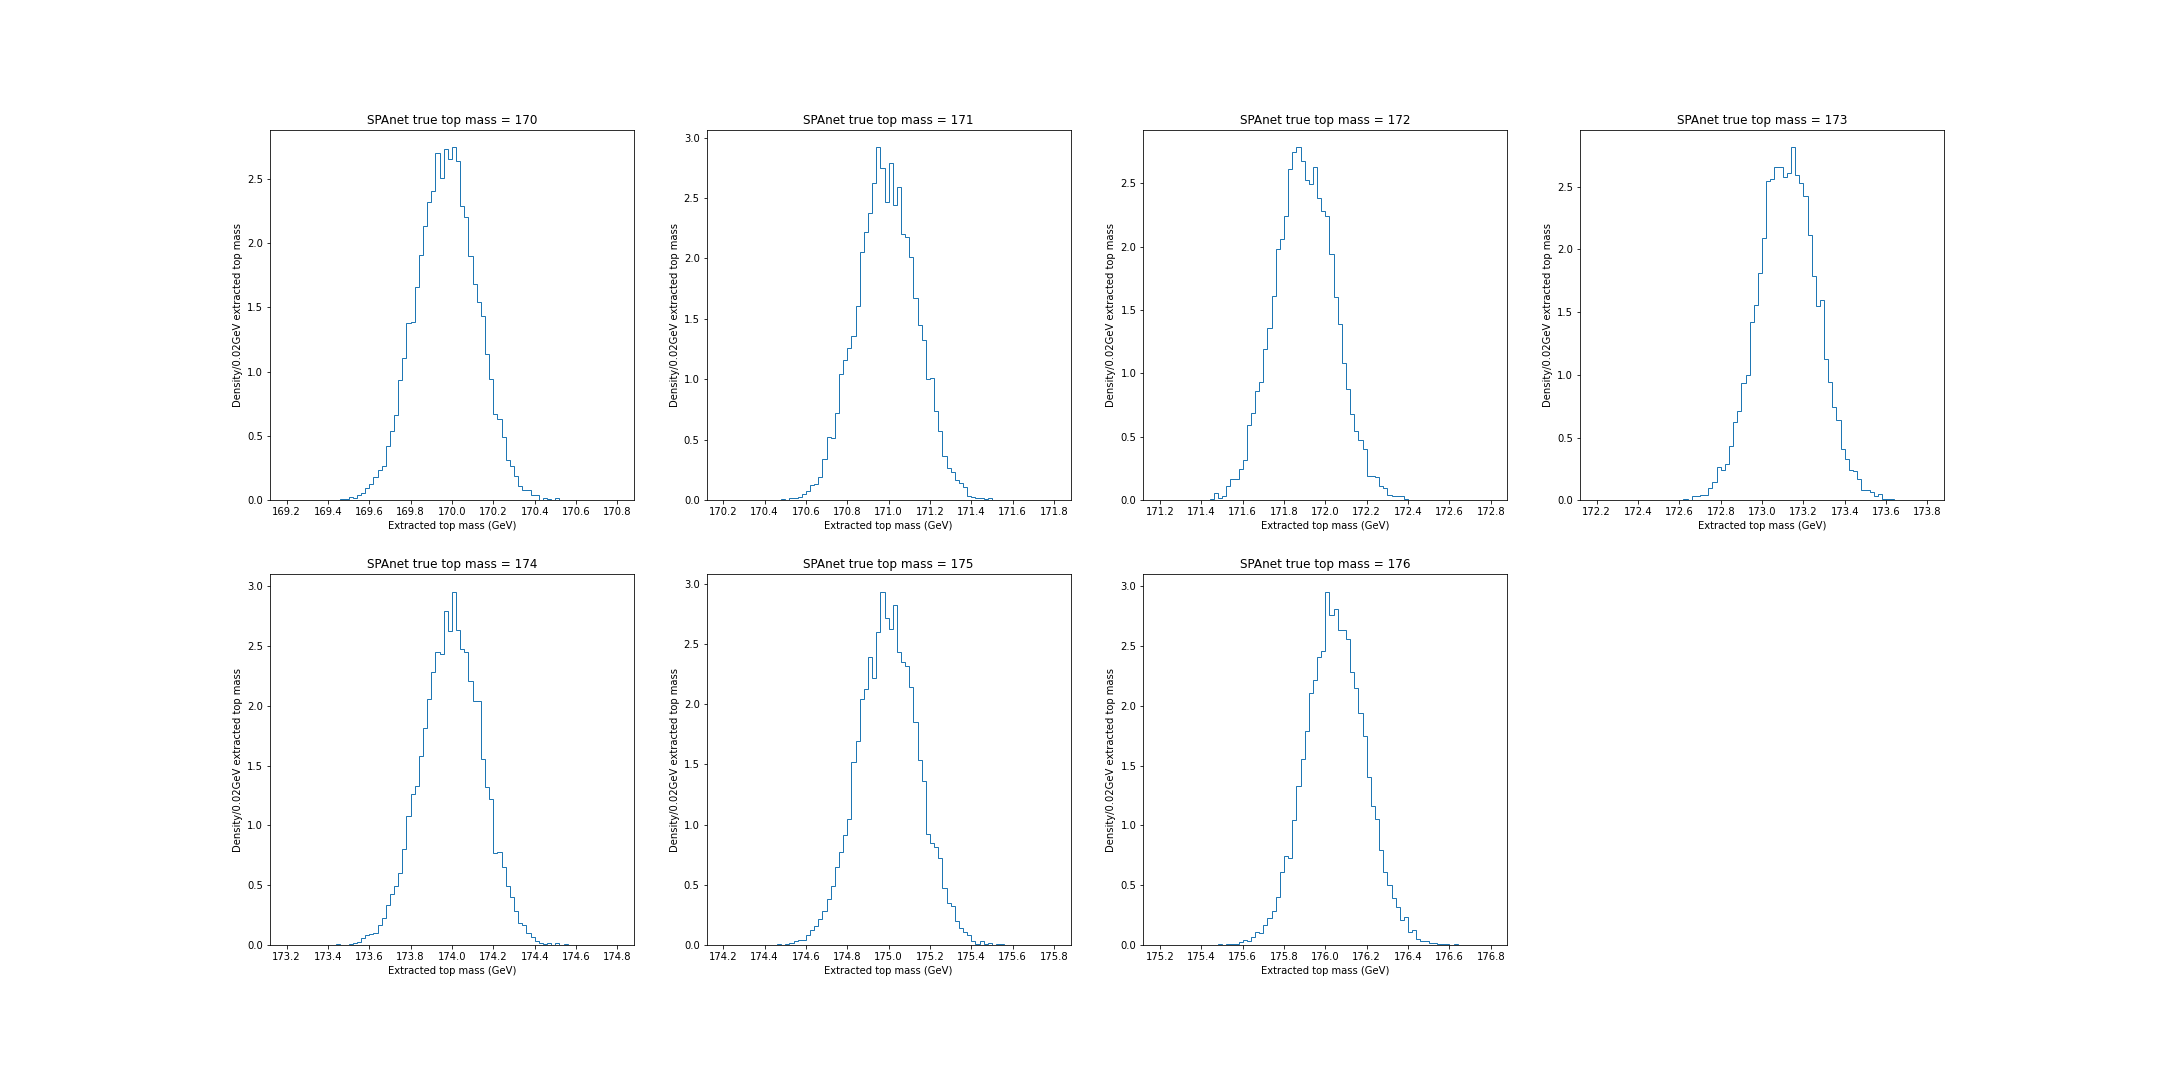 SPAnet true top mass = 170
Density/0.02GeV extracted top mass
2.5
2.0
1.5
1.0
0.5
0.0
169.2 169.4 169.6 169.8 170.0 170.2 170.4 170.6 170.8
Extracted top mass (GeV)
SPAnet true top mass = 171
Density/0.02GeV extracted top mass
3.0
2.5
2.0
1.5
1.0
0.5
0.0
170.2 170.4 170.6 170.8 171.0 171.2 171.4 171.6 171.8
Extracted top mass (GeV)
SPAnet true top mass = 172
Density/0.02GeV extracted top mass
2.5
2.0
1.5
1.0
0.5
0.0
171.2 171.4 171.6 171.8 172.0 172.2 172.4 172.6 172.8
Extracted top mass (GeV)
SPAnet true top mass = 173
Density/0.02GeV extracted top mass
2.5
2.0
1.5
1.0
0.5
0.0
172.2 172.4 172.6 172.8 173.0 173.2 173.4 173.6 173.8
Extracted top mass (GeV)
SPAnet true top mass = 174
Density/0.02GeV extracted top mass
3.0
2.5
2.0
1.5
1.0
0.5
0.0
173.2 173.4 173.6 173.8 174.0 174.2 174.4 174.6 174.8
Extracted top mass (GeV)
SPAnet true top mass = 175
Density/0.02GeV extracted top mass
3.0
2.5
2.0
1.5
1.0
0.5
0.0
174.2 174.4 174.6 174.8 175.0 175.2 175.4 175.6 175.8
Extracted top mass (GeV)
SPAnet true top mass = 176
Density/0.02GeV extracted top mass
3.0
2.5
2.0
1.5
1.0
0.5
0.0
175.2 175.4 175.6 175.8 176.0 176.2 176.4 176.6 176.8
Extracted top mass (GeV)